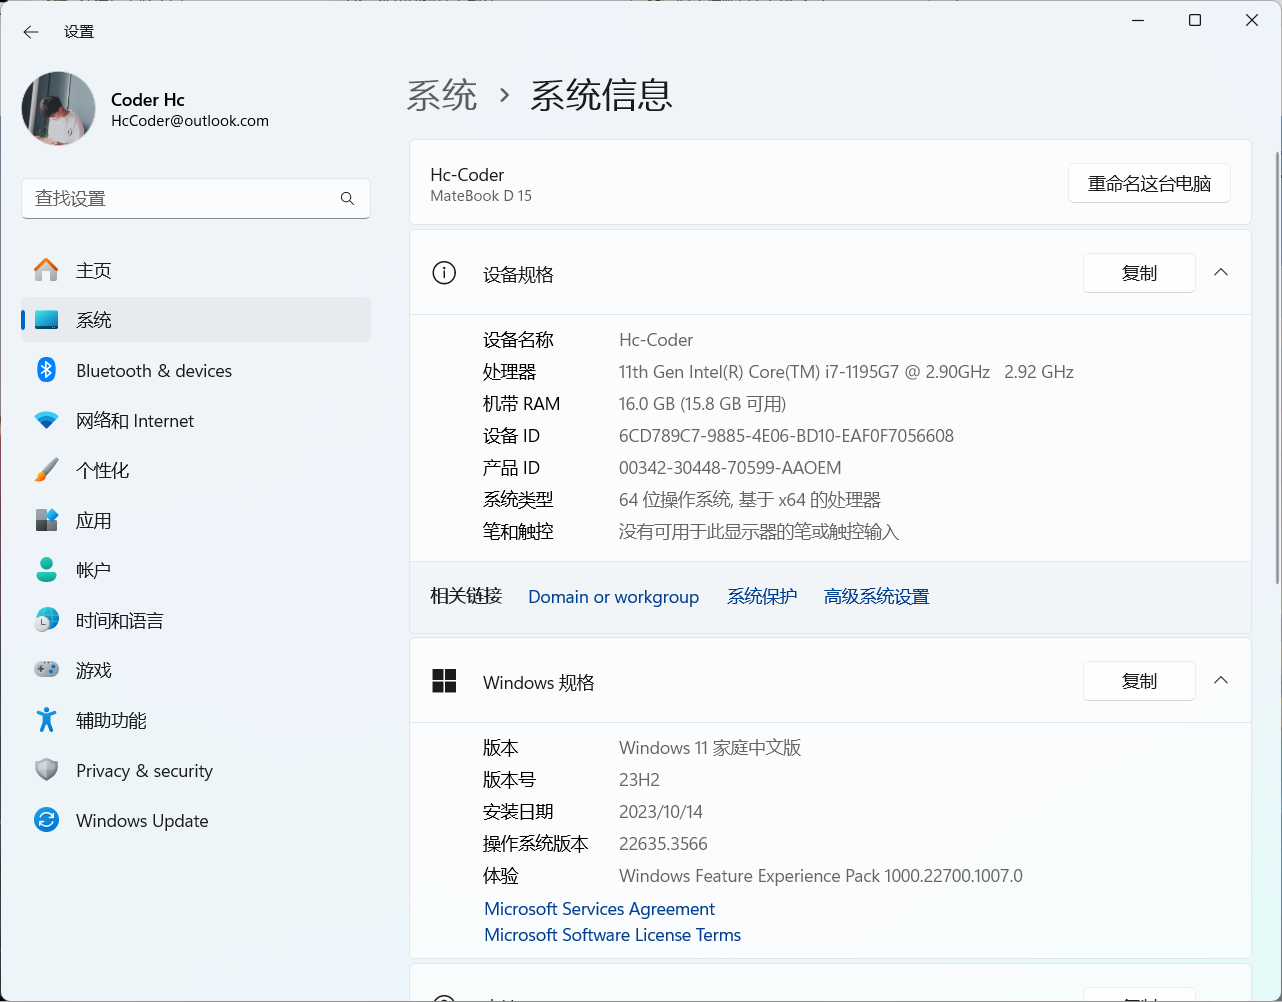 设置
Coder Hc
HcCoder@outlook.com
查找设置
主页
系统
Bluetooth & devices
网络和 Internet
个性化
应用
帐户
时间和语言
游戏
辅助功能
Privacy & security
Windows Update
系统 › 系统信息
Hc-Coder
MateBook D 15
重命名这台电脑
设备规格
复制
设备名称 Hc-Coder
处理器 11th Gen Intel(R) Core(TM) i7-1195G7 @ 2.90GHz 2.92 GHz
机带 RAM 16.0 GB (15.8 GB 可用)
设备 ID 6CD789C7-9885-4E06-BD10-EAF0F7056608
产品 ID 00342-30448-70599-AAOEM
系统类型 64 位操作系统, 基于 x64 的处理器
笔和触控 没有可用于此显示器的笔或触控输入
相关链接 Domain or workgroup 系统保护 高级系统设置
Windows 规格
复制
版本 Windows 11 家庭中文版
版本号 23H2
安装日期 2023/10/14
操作系统版本 22635.3566
体验 Windows Feature Experience Pack 1000.22700.1007.0
Microsoft Services Agreement
Microsoft Software License Terms